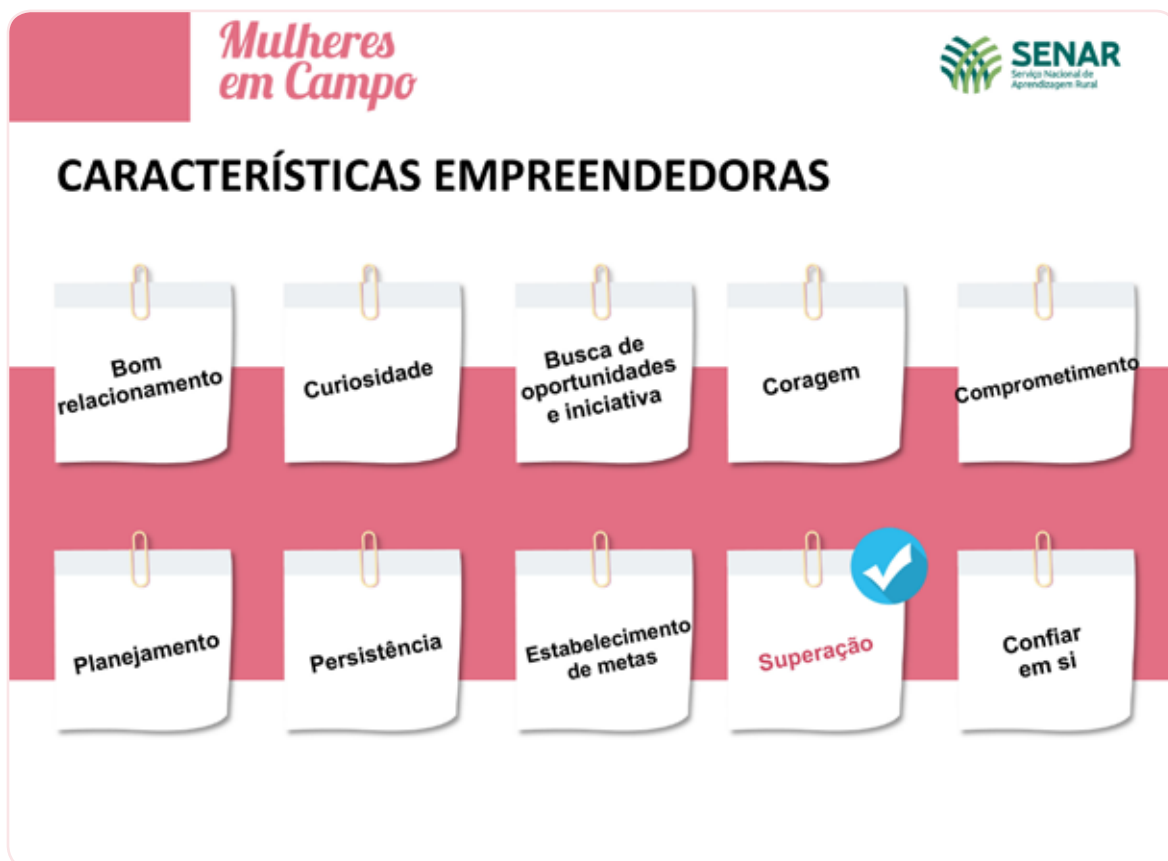 Mulheres
em Campo
SENAR
Serviço Nacional de
Aprendizagem Rural
CARACTERÍSTICAS EMPREENDEDORAS
Bom
relacionamento
Curiosidade
Busca de
oportunidades
e iniciativa
Coragem
Comprometimento
Planejamento
Persistência
Estabelecimento
de metas
Superação
Confiar
em si